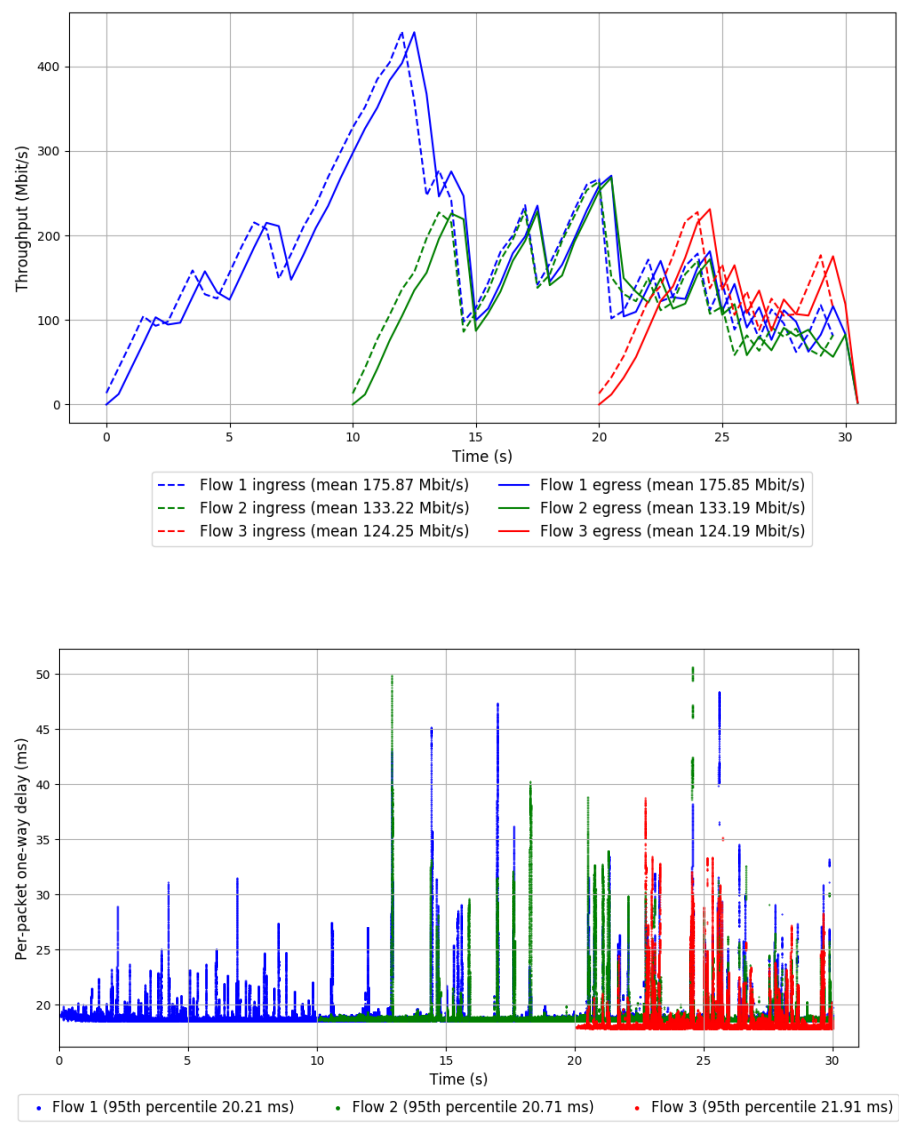 400
300
200
100
0
Throughput (Mbit/s)
0 5 10 15 20 25 30
Time (s)
Flow 1 ingress (mean 175.87 Mbit/s) Flow 1 egress (mean 175.85 Mbit/s)
Flow 2 ingress (mean 133.22 Mbit/s) Flow 2 egress (mean 133.19 Mbit/s)
Flow 3 ingress (mean 124.25 Mbit/s) Flow 3 egress (mean 124.19 Mbit/s)
50
45
40
35
30
25
20
Per-packet one-way delay (ms)
0 5 10 15 20 25 30
Time (s)
Flow 1 (95th percentile 20.21 ms) Flow 2 (95th percentile 20.71 ms) Flow 3 (95th percentile 21.91 ms)